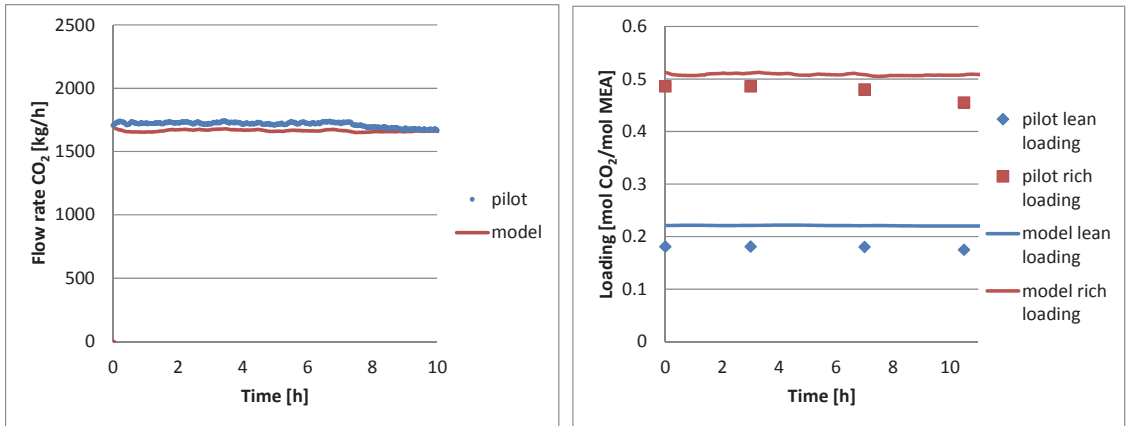 2500
2000
1500
1000
500
0
Flow rate CO₂ [kg/h]
0 2 4 6 8 10
Time [h]
pilot
model
0.6
0.5
0.4
0.3
0.2
0.1
0
Loading [mol CO₂/mol MEA]
0 2 4 6 8 10
Time [h]
pilot lean
loading
pilot rich
loading
model lean
loading
model rich
loading